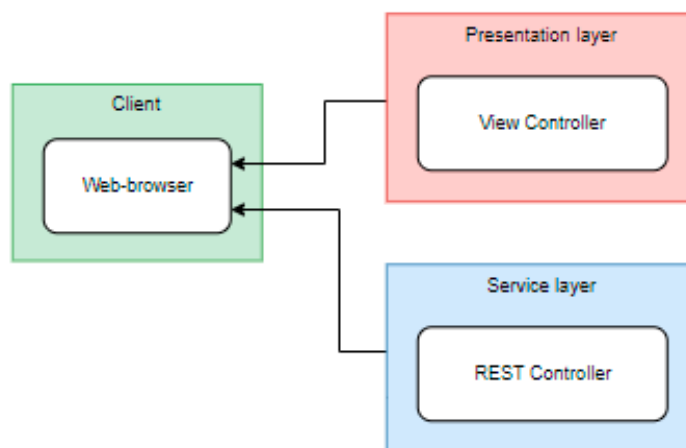 Presentation layer
View Controller
Client
Web-browser
Service layer
REST Controller